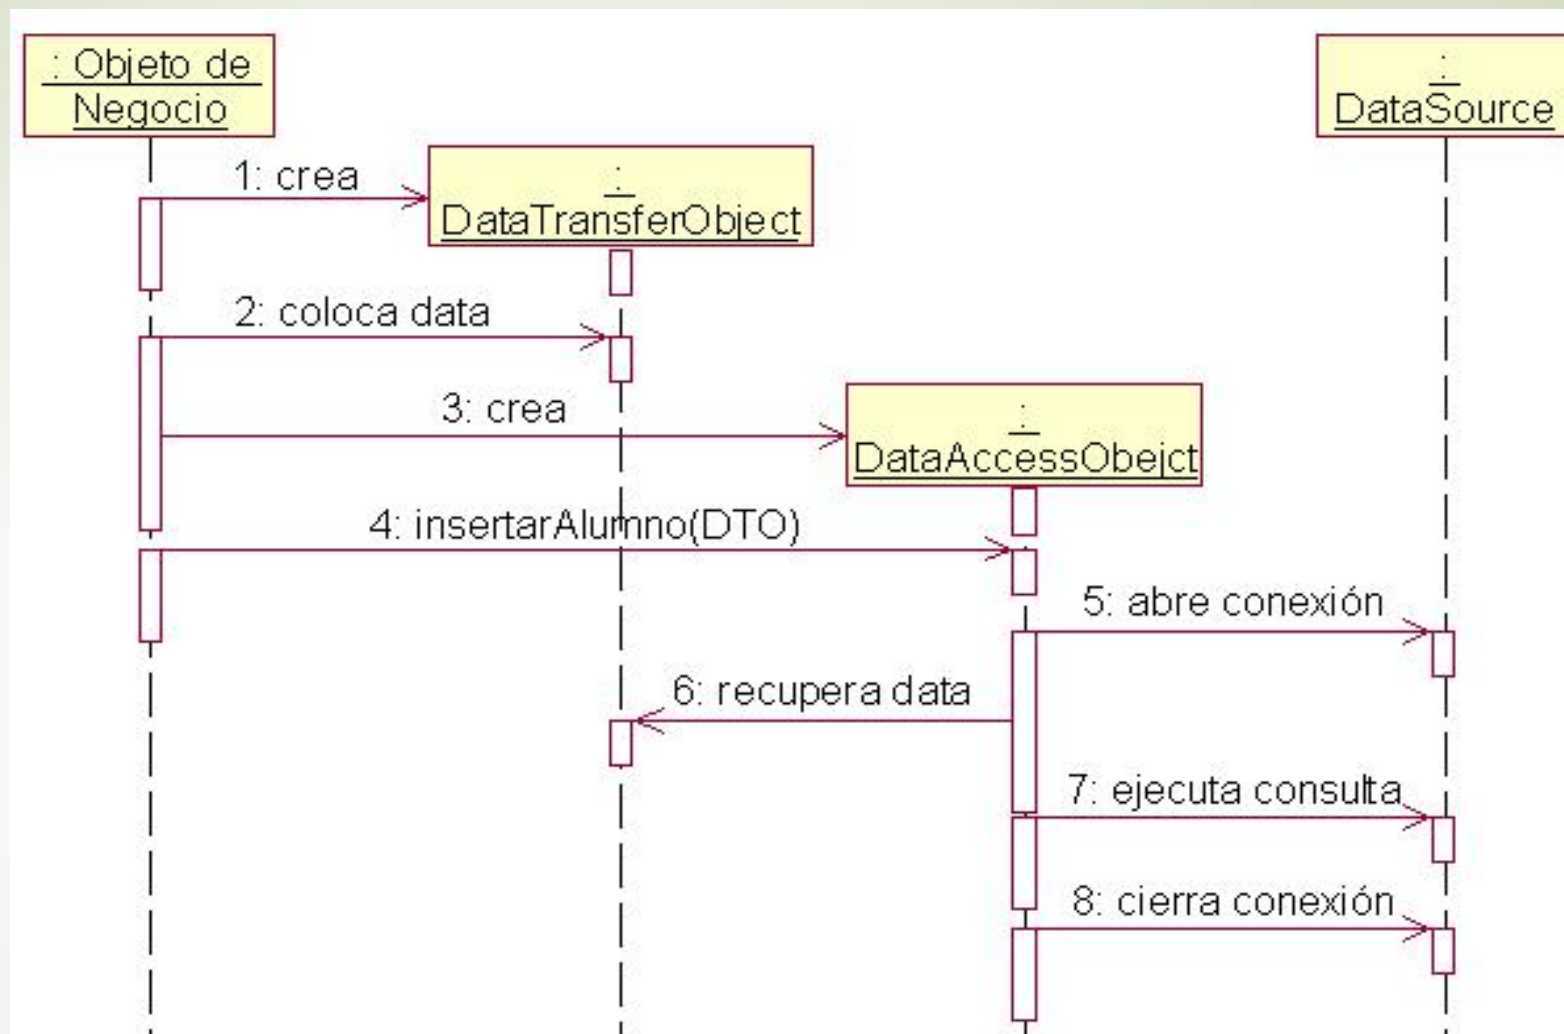 : Objeto de
Negocio
:
DataSource
1: crea
:
DataTransferObject
2: coloca data
3: crea
:
DataAccessObejct
4: insertarAlumno(DTO)
5: abre conexión
6: recupera data
7: ejecuta consulta
8: cierra conexión